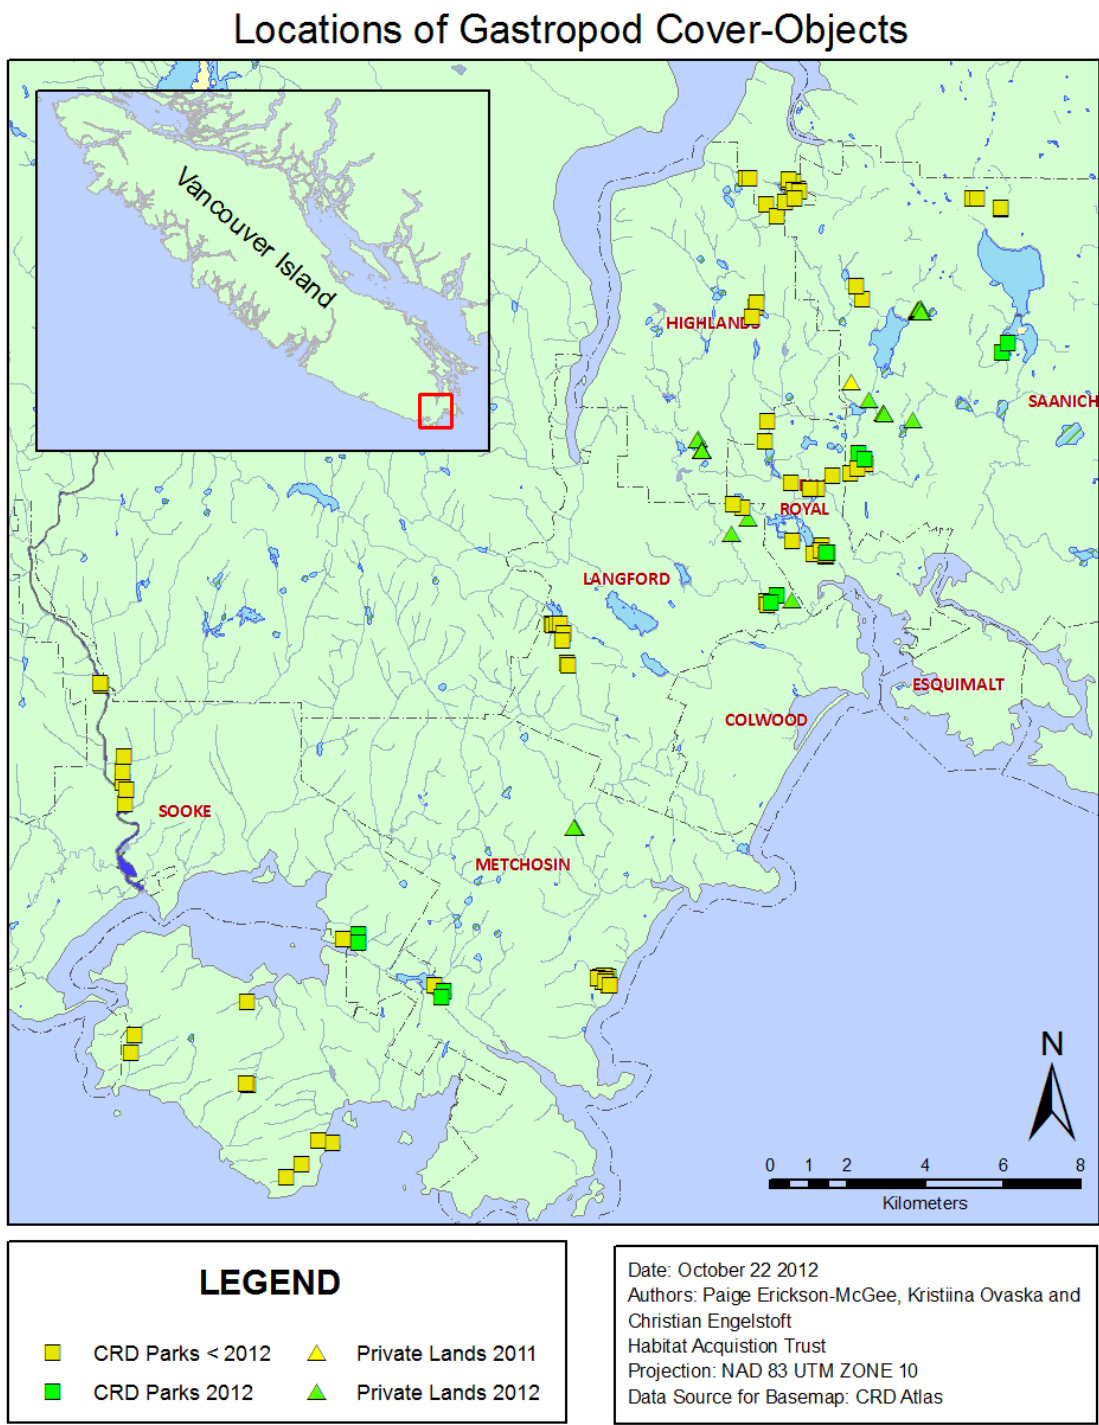 Locations of Gastropod Cover-Objects
Vancouver Island
HIGHLANDS
SAANICH
ROYAL
LANGFORD
ESQUIMALT
COLWOOD
SOOKE
METCHOSIN
N
0 1 2 4 6 8
Kilometers
LEGEND
CRD Parks < 2012
Private Lands 2011
CRD Parks 2012
Private Lands 2012
Date: October 22 2012
Authors: Paige Erickson-McGee, Kristiina Ovaska and
Christian Engelstoft
Habitat Acquistion Trust
Projection: NAD 83 UTM ZONE 10
Data Source for Basemap: CRD Atlas